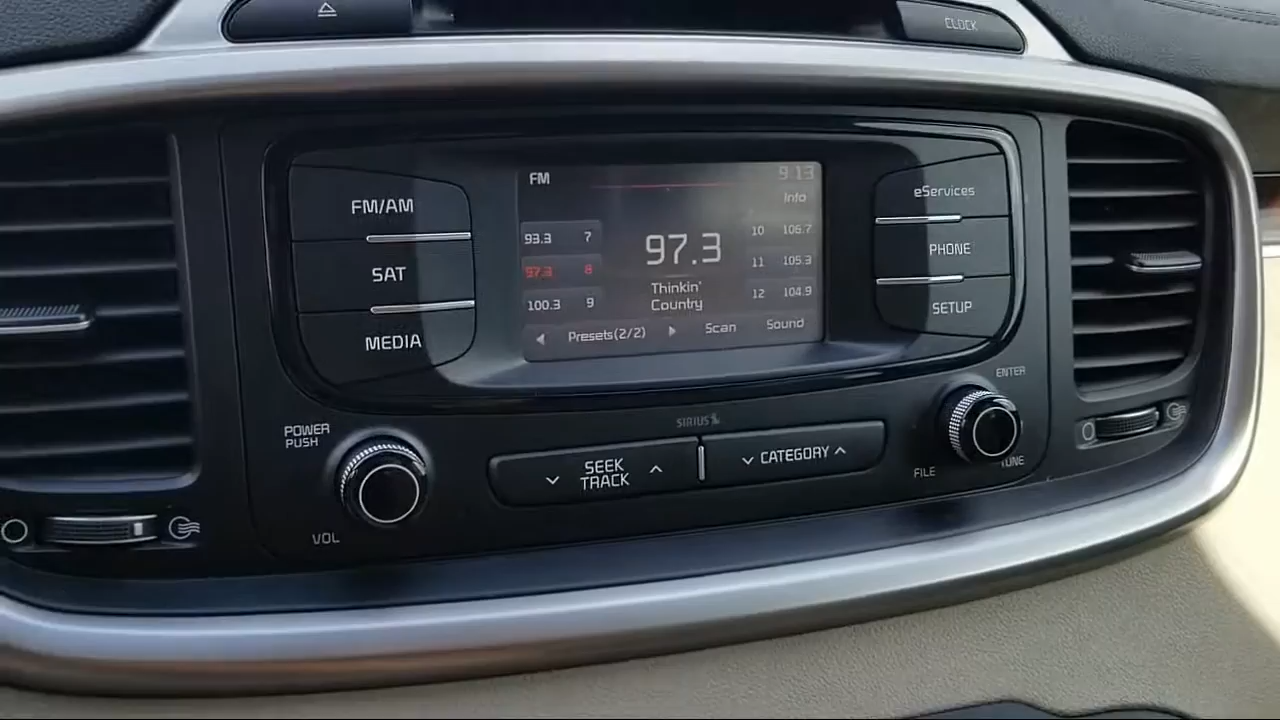 CLOCK
FM/AM
SAT
MEDIA
FM
9:13
Info
93.3 7
97.3 8
100.3 9
97.3
Thinkin'
Country
10 106.7
11 105.3
12 104.9
Presets(2/2) Scan Sound
eServices
PHONE
SETUP
POWER
PUSH
VOL
SIRIUS
SEEK
TRACK
CATEGORY
ENTER
FILE
TUNE